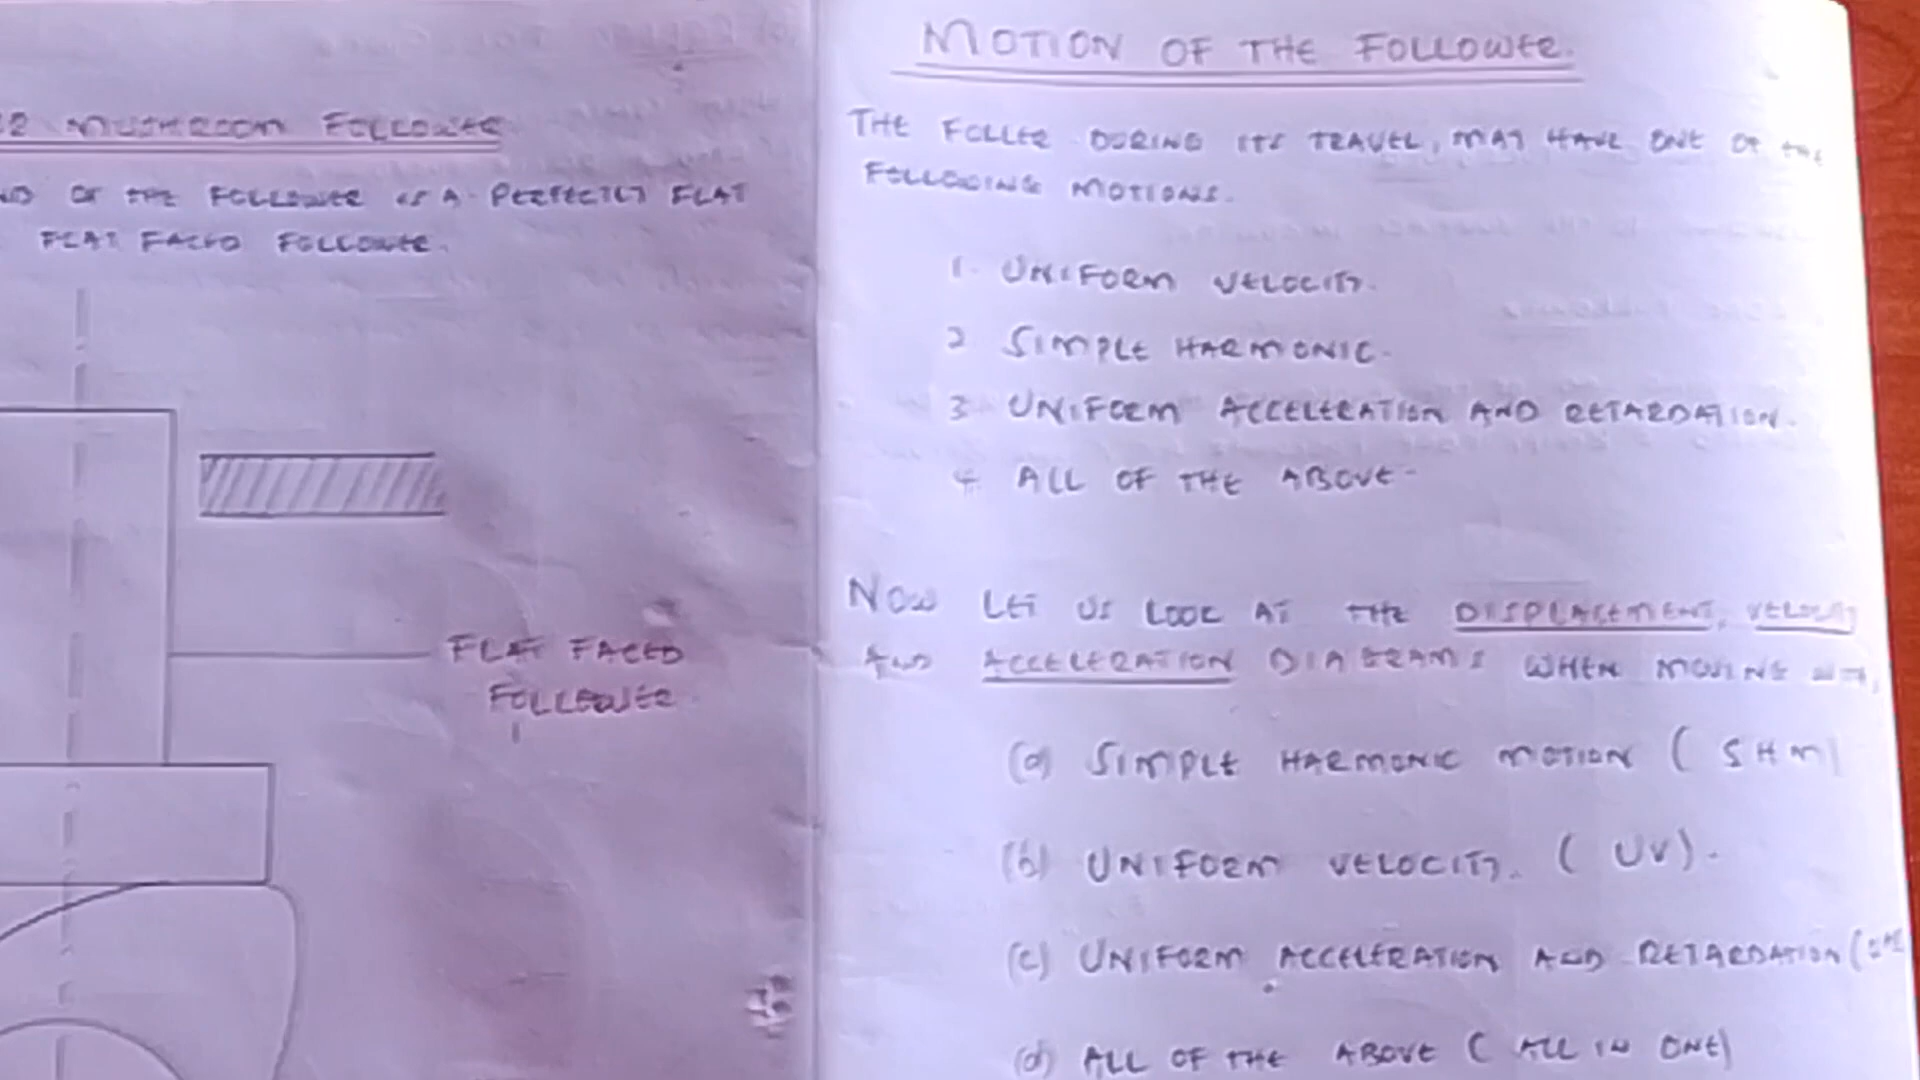 MUSHROOM FOLLOWER
OF THE FOLLOWER IS A PERFECTLY FLAT
FLAT FACED FOLLOWER.
FLAT FACED
FOLLOWER
MOTION OF THE FOLLOWER.
THE FOLLER DURING ITS TRAVEL, MAY HAVE ONE OF THE
FOLLOWING MOTIONS.
1. UNIFORM VELOCITY.
2 SIMPLE HARMONIC.
3 UNIFORM ACCELERATION AND RETARDATION.
4 ALL OF THE ABOVE.
NOW LET US LOOK AT THE DISPLACEMENT, VELOCITY
AND ACCELERATION DIAGRAMS WHEN MOVING
(a) SIMPLE HARMONIC MOTION (SHM)
(b) UNIFORM VELOCITY. (UV).
(c) UNIFORM ACCELERATION AND RETARDATION
(d) ALL OF THE ABOVE (ALL IN ONE)